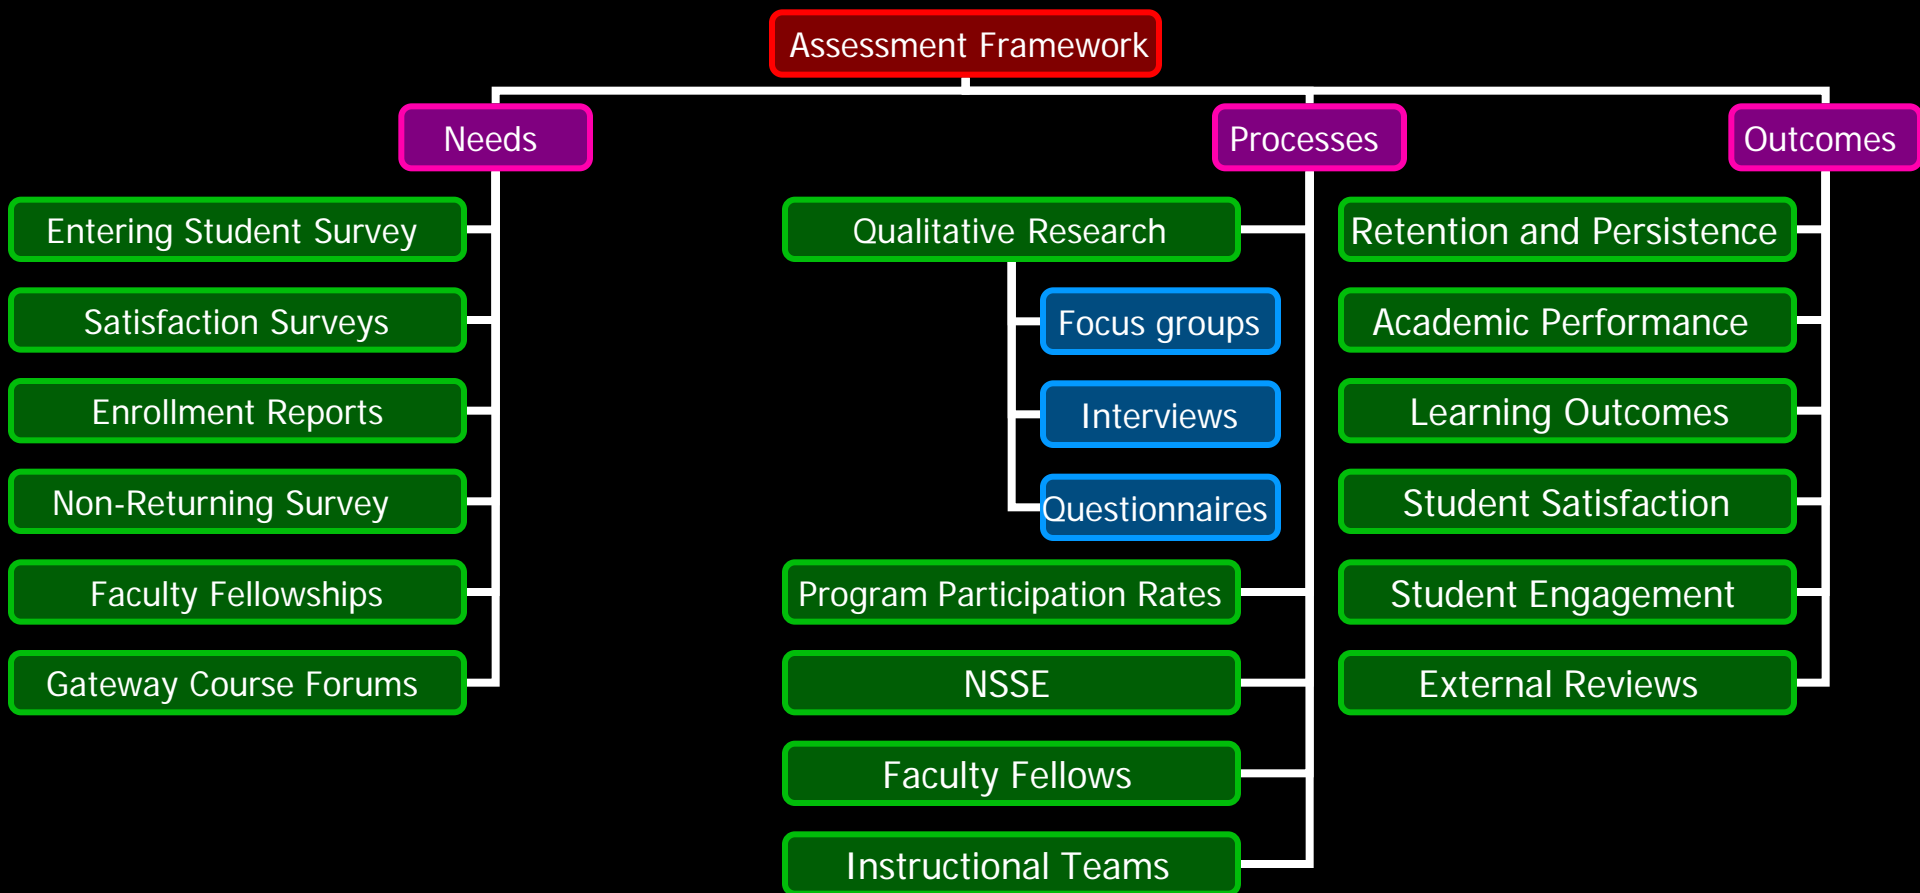 Assessment Framework
Needs
Processes
Outcomes
Entering Student Survey
Satisfaction Surveys
Enrollment Reports
Non-Returning Survey
Faculty Fellowships
Gateway Course Forums
Qualitative Research
Focus groups
Interviews
Questionnaires
Program Participation Rates
NSSE
Faculty Fellows
Instructional Teams
Retention and Persistence
Academic Performance
Learning Outcomes
Student Satisfaction
Student Engagement
External Reviews